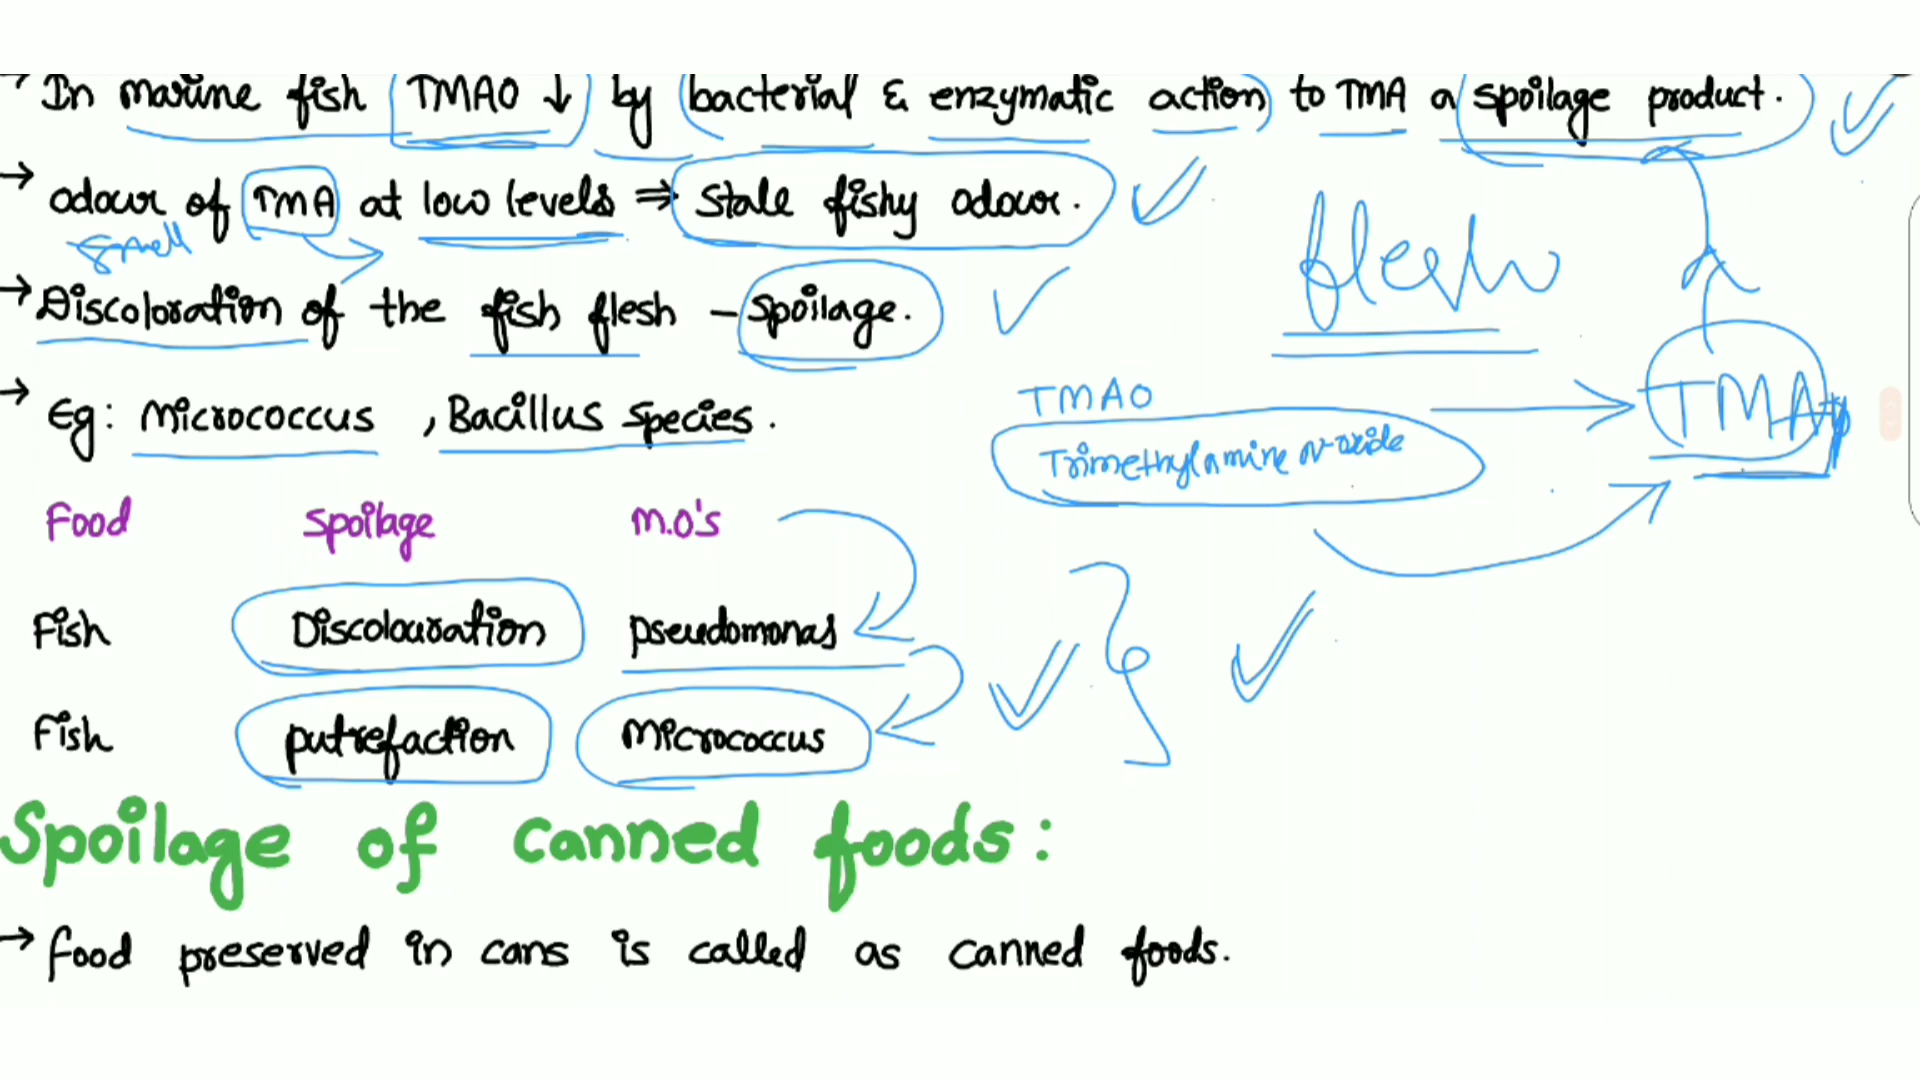 → In marine fish TMAO ↓ by bacterial & enzymatic action to TMA a spoilage product.
→ odour of TMA at low levels ⇒ stale fishy odour.
smell
flesh
→ Discoloration of the fish flesh – spoilage.
TMAO → TMA
→ Eg: Micrococcus, Bacillus species.
Trimethylamine N-oxide
Food Spoilage M.O's
Fish Discolouration pseudomonas
Fish putrefaction Micrococcus
Spoilage of canned foods:
→ food preserved in cans is called as canned foods.